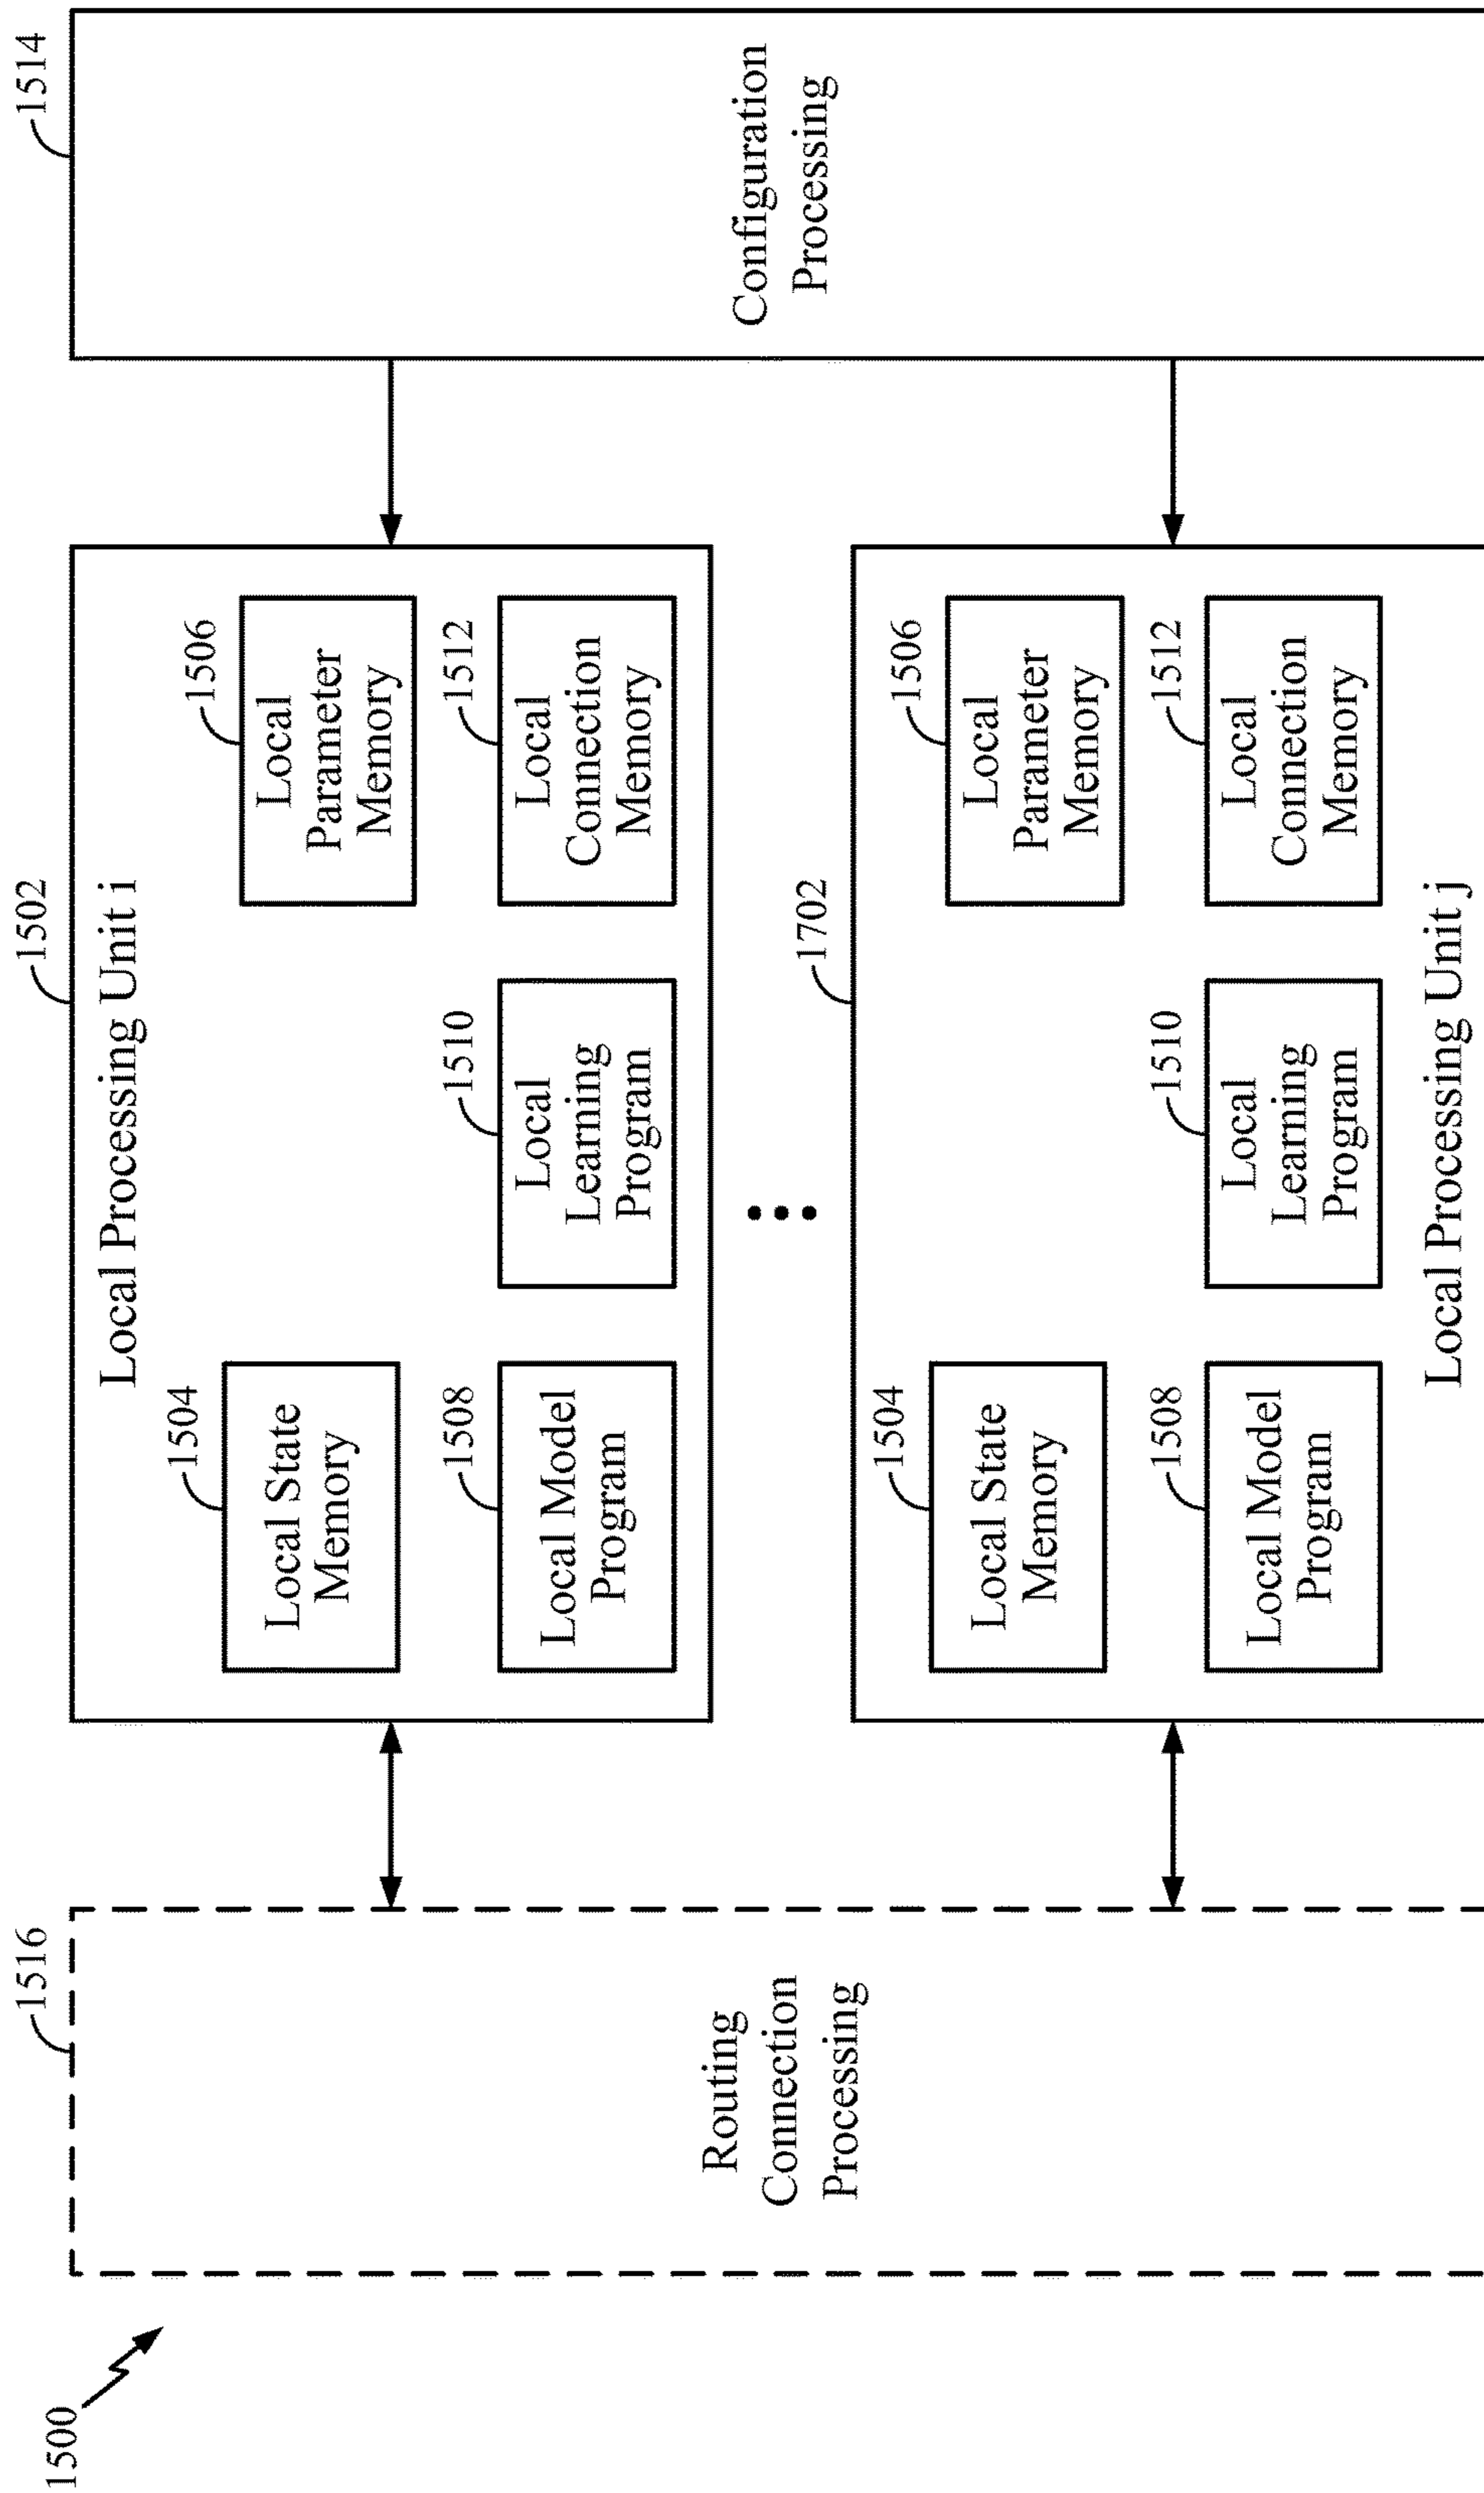 1500
1516
Routing
Connection
Processing
1502
Local Processing Unit i
1504
Local State
Memory
1506
Local
Parameter
Memory
1508
Local Model
Program
1510
Local
Learning
Program
1512
Local
Connection
Memory
1702
1504
Local State
Memory
1506
Local
Parameter
Memory
1508
Local Model
Program
1510
Local
Learning
Program
1512
Local
Connection
Memory
Local Processing Unit j
1514
Configuration
Processing